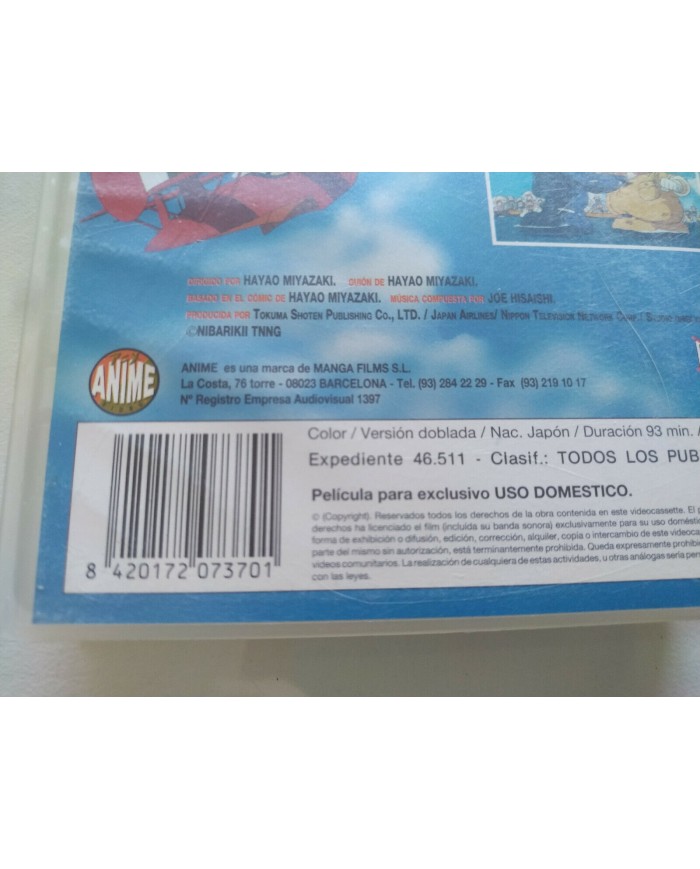 DIRIGIDO POR HAYAO MIYAZAKI. GUIÓN DE HAYAO MIYAZAKI.
BASADO EN EL COMIC DE HAYAO MIYAZAKI. MÚSICA COMPUESTA POR JOE HISAISHI.
PRODUCIDA POR TOKUMA SHOTEN PUBLISHING CO., LTD. / JAPAN AIRLINES/ NIPPON TELEVISION NETWORK CORP. /
©NIBARIKII TNNG
ANIME
ANIME es una marca de MANGA FILMS S.L.
La Costa, 76 torre - 08023 BARCELONA - Tel. (93) 284 22 29 - Fax (93) 219 10 17
Nº Registro Empresa Audiovisual 1397
Color / Versión doblada / Nac. Japón / Duración 93 min. /
Expediente 46.511 - Clasif.: TODOS LOS PUB
Película para exclusivo USO DOMESTICO.
© (Copyright). Reservados todos los derechos de la obra contenida en este videocassette. El p
derechos ha licenciado el film (incluida su banda sonora) exclusivamente para su uso domést
forma de exhibición o difusión, edición, corrección, alquiler, copia o intercambio de este videoca
parte del mismo sin autorización, está terminantemente prohibida. Queda expresamente prohibi
videos comunitarios. La realización de cualquiera de estas actividades, u otras análogas sería per
con las leyes.
8 420172 073701